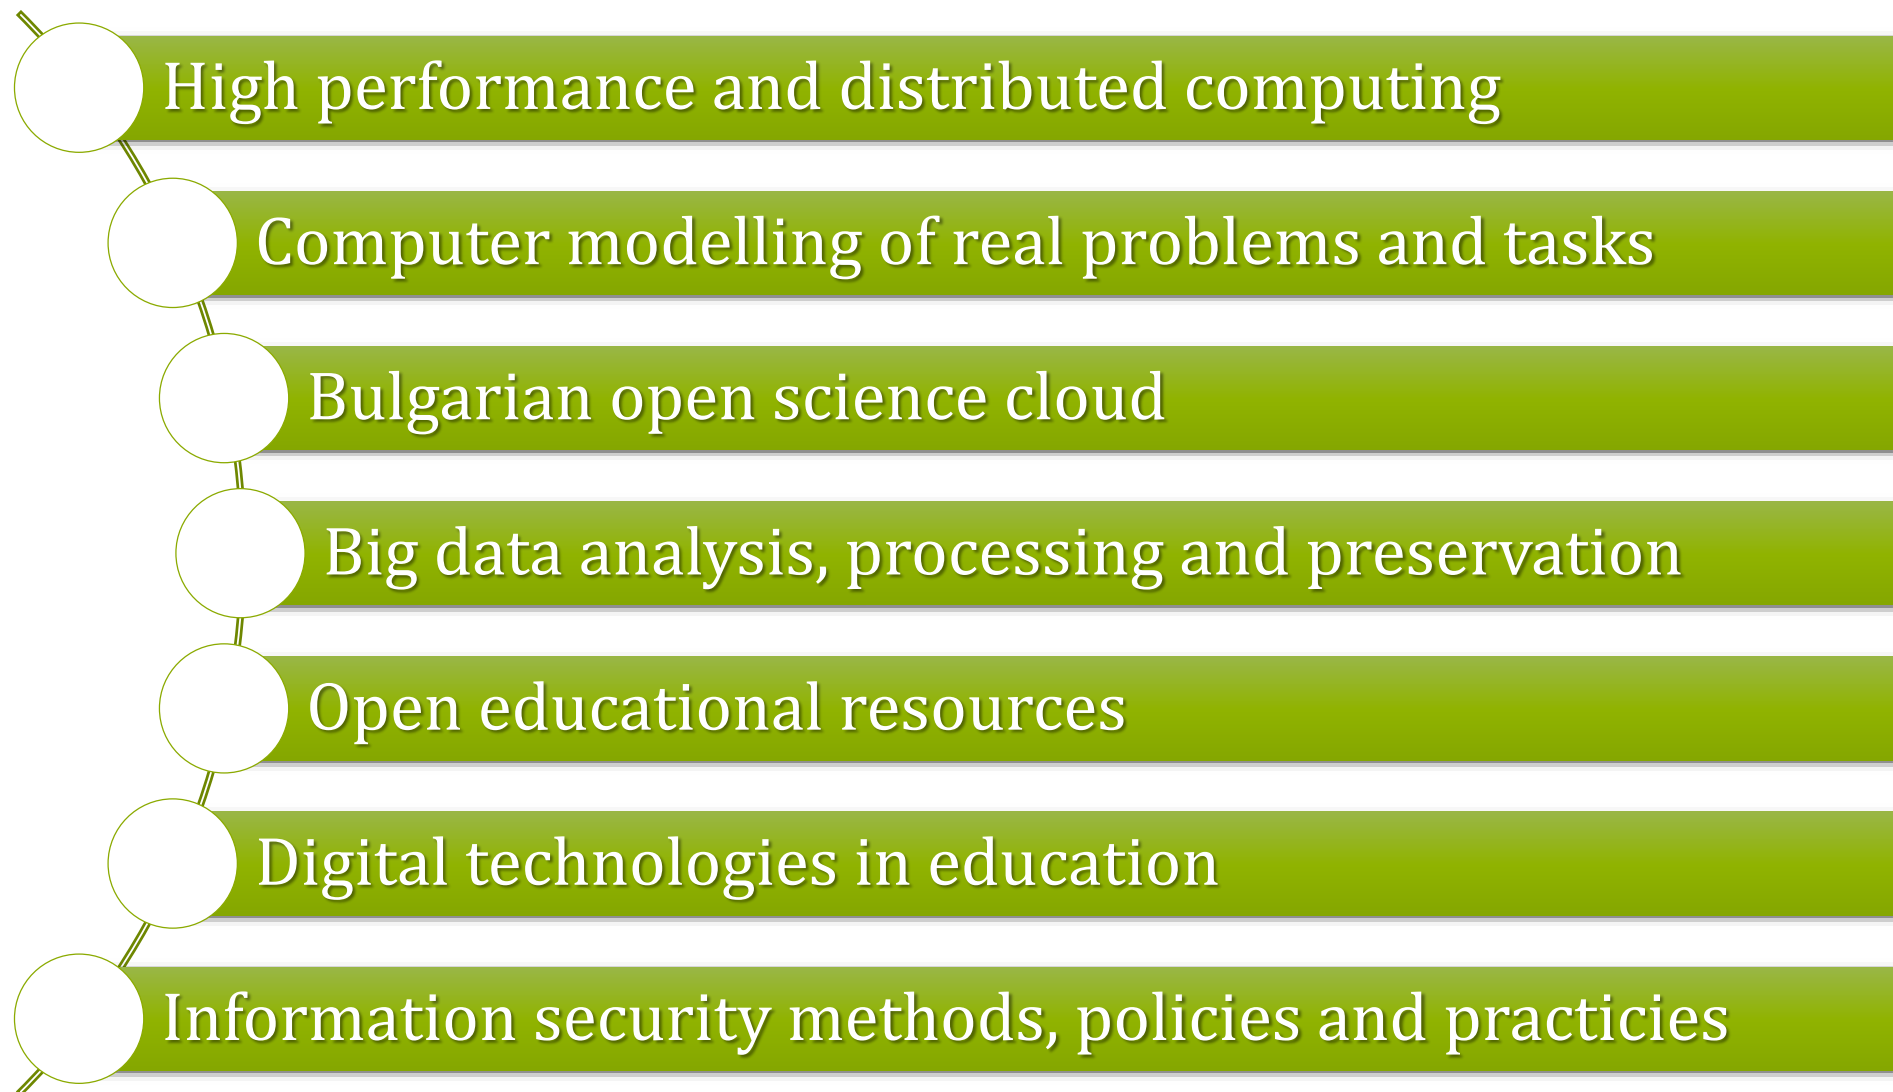 High performance and distributed computing
Computer modelling of real problems and tasks
Bulgarian open science cloud
Big data analysis, processing and preservation
Open educational resources
Digital technologies in education
Information security methods, policies and practicies